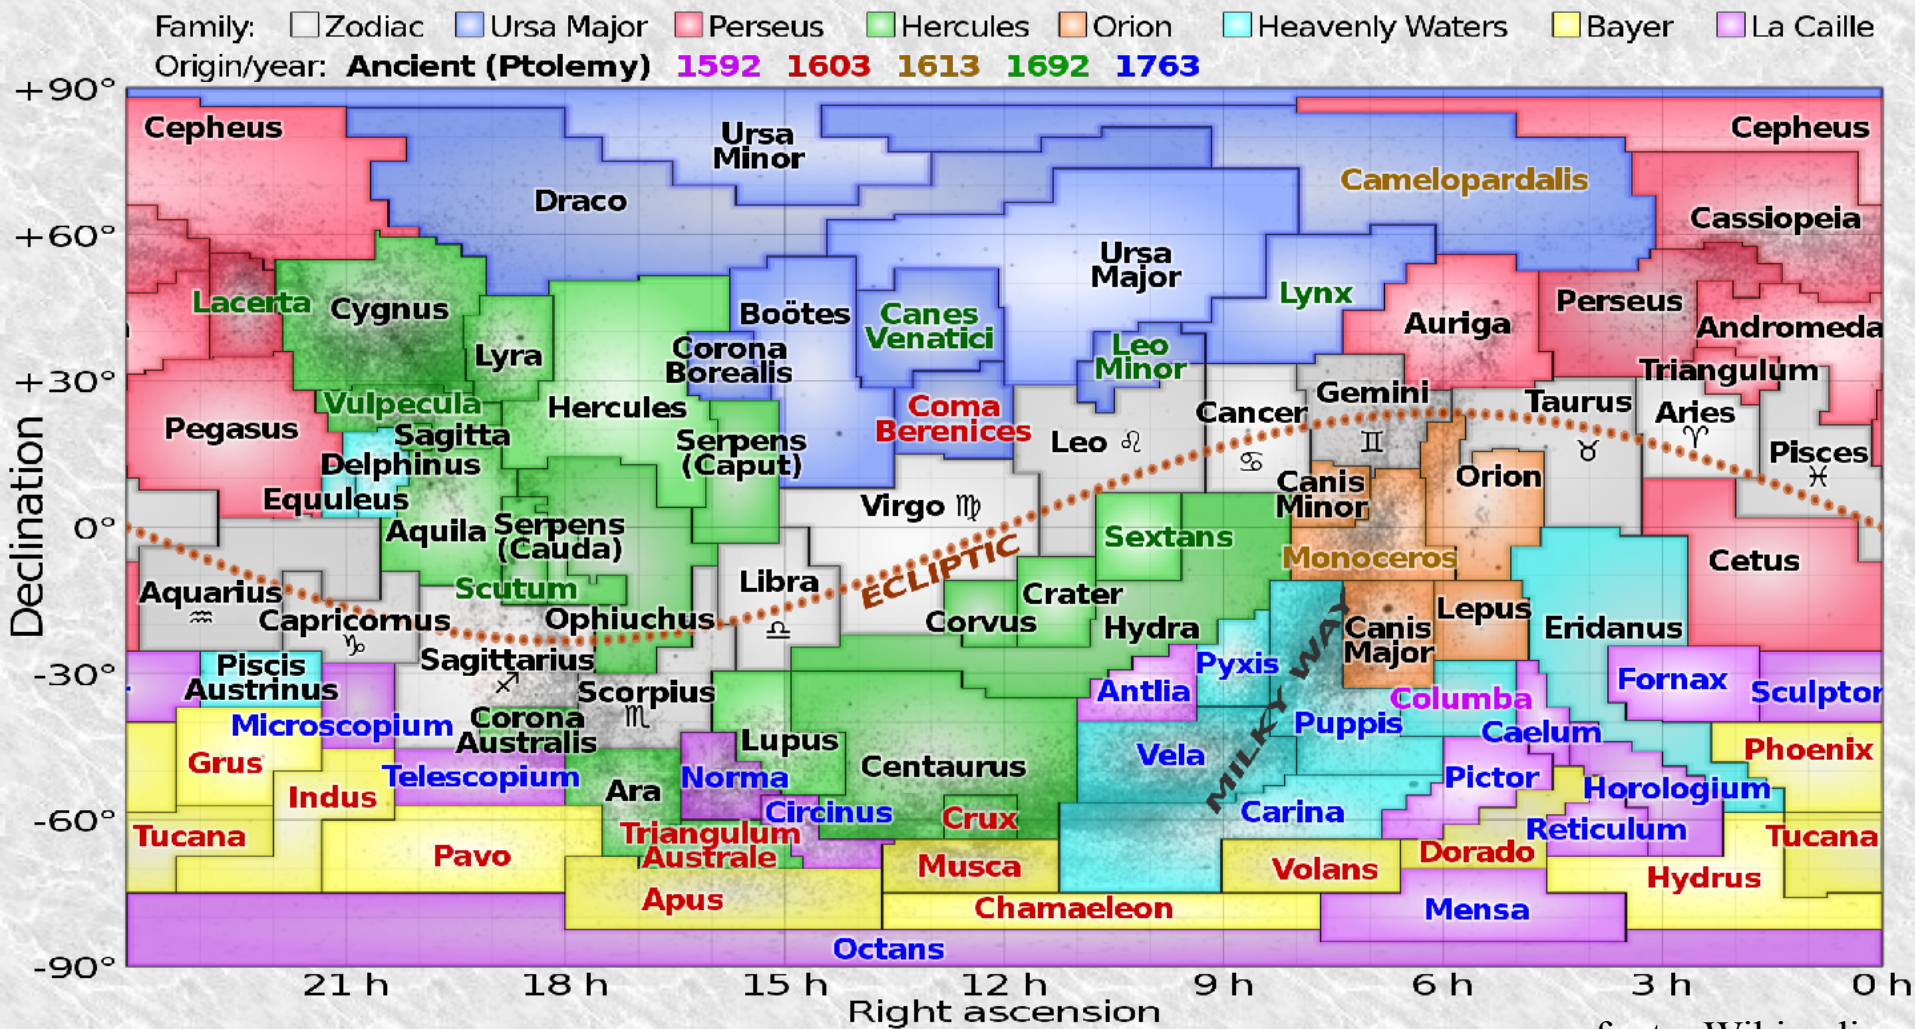 Family: Zodiac Ursa Major Perseus Hercules Orion Heavenly Waters Bayer La Caille
Origin/year: Ancient (Ptolemy) 1592 1603 1613 1692 1763
+90°
+60°
+30°
0°
-30°
-60°
-90°
Declination
Cepheus
Ursa
Minor
Cepheus
Draco
Camelopardalis
Cassiopeia
Ursa
Major
Lacerta
Cygnus
Boötes
Canes
Venatici
Lynx
Perseus
Auriga
Andromeda
Lyra
Corona
Borealis
Leo
Minor
Triangulum
Vulpecula
Hercules
Coma
Berenices
Gemini
♊
Taurus
♉
Aries
♈
Pegasus
Sagitta
Serpens
(Caput)
Leo ♌
Cancer
♋
Pisces
♓
Delphinus
Equuleus
Aquila
Serpens
(Cauda)
Virgo ♍
Canis
Minor
Orion
Sextans
Monoceros
Cetus
ECLIPTIC
Aquarius
♒
Scutum
Libra
♎
Crater
Capricornus
♑
Ophiuchus
Corvus
Hydra
Canis
Major
Lepus
Eridanus
MILKY WAY
Piscis
Austrinus
Sagittarius
♐
Scorpius
♏
Antlia
Pyxis
Columba
Fornax
Sculptor
Microscopium
Corona
Australis
Lupus
Puppis
Caelum
Grus
Telescopium
Norma
Centaurus
Vela
Pictor
Phoenix
Indus
Ara
Circinus
Crux
Carina
Horologium
Tucana
Triangulum
Australe
Reticulum
Tucana
Pavo
Musca
Volans
Dorado
Hydrus
Apus
Chamaeleon
Mensa
Octans
21 h 18 h 15 h 12 h 9 h 6 h 3 h 0 h
Right ascension